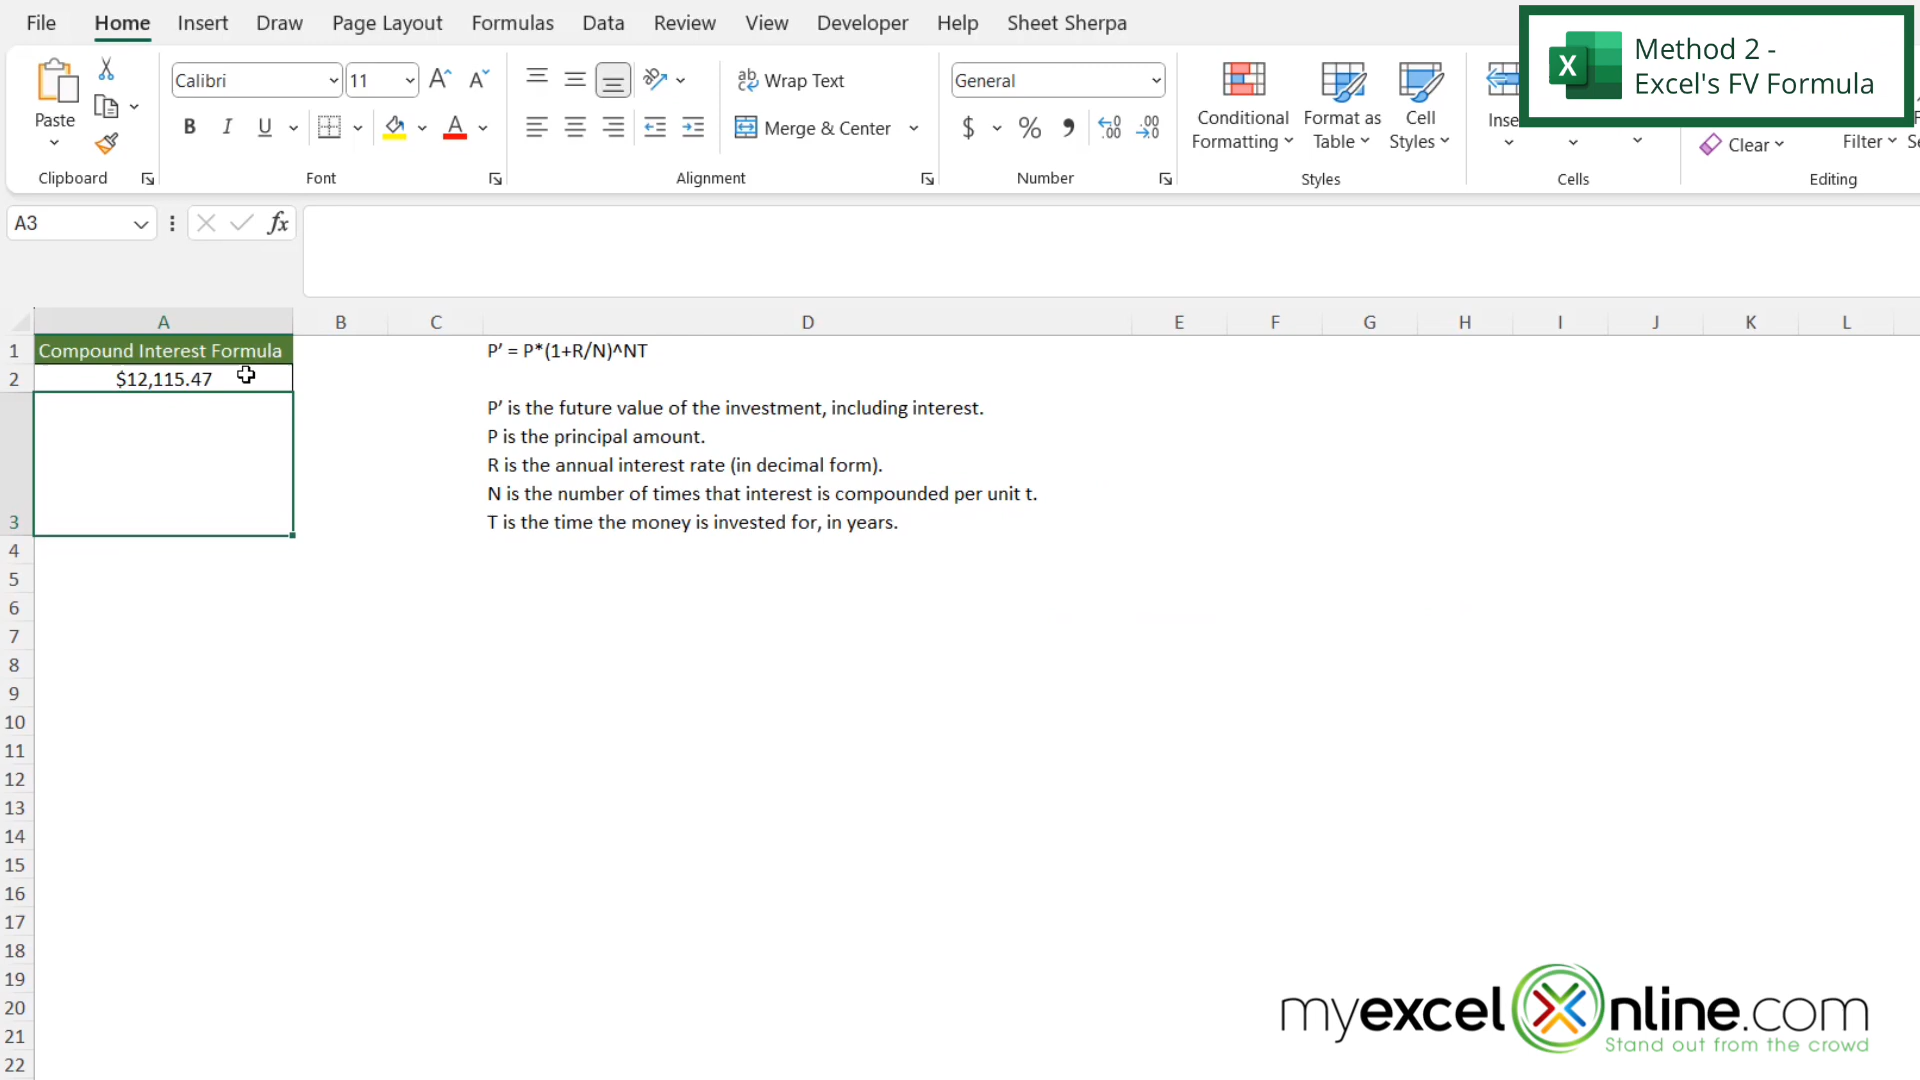 File Home Insert Draw Page Layout Formulas Data Review View Developer Help Sheet Sherpa
Method 2 -
Excel's FV Formula
Paste
Calibri 11
Wrap Text
Merge & Center
General
Conditional Formatting
Format as Table
Cell Styles
Clear
Filter
Clipboard Font Alignment Number Styles Cells Editing
A3
fx
A B C D E F G H I J K L
1 Compound Interest Formula P’ = P*(1+R/N)^NT
2 $12,115.47
P’ is the future value of the investment, including interest.
P is the principal amount.
R is the annual interest rate (in decimal form).
N is the number of times that interest is compounded per unit t.
3 T is the time the money is invested for, in years.
4
5
6
7
8
9
10
11
12
13
14
15
16
17
18
19
20
21
22
myexcelonline.com
Stand out from the crowd